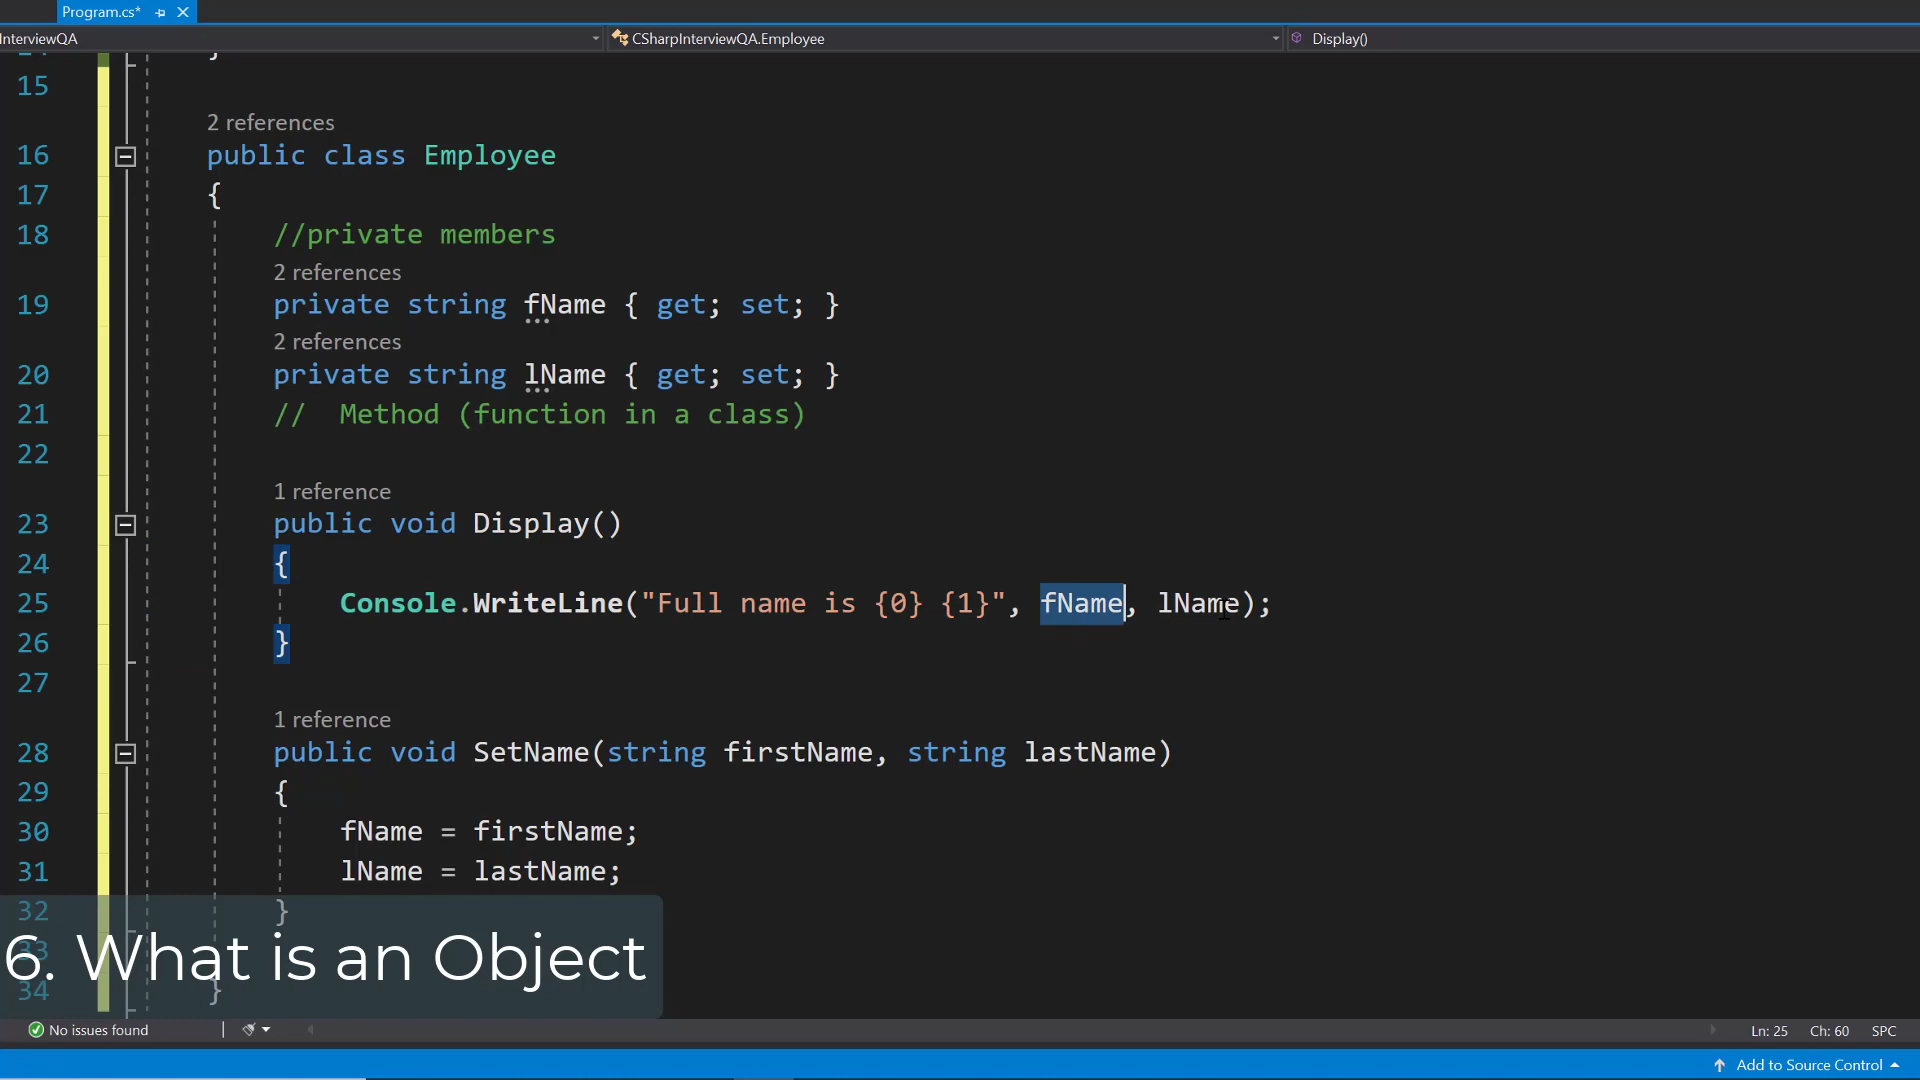 Program.cs*
InterviewQA
CSharpInterviewQA.Employee
Display()
}
15
2 references
16 public class Employee
17 {
18 //private members
2 references
19 private string fName { get; set; }
2 references
20 private string lName { get; set; }
21 //  Method (function in a class)
22
1 reference
23 public void Display()
24 {
25 Console.WriteLine("Full name is {0} {1}", fName, lName);
26 }
27
1 reference
28 public void SetName(string firstName, string lastName)
29 {
30 fName = firstName;
31 lName = lastName;
32 }
33
6. What is an Object
34 }
No issues found
Ln: 25 Ch: 60 SPC
Add to Source Control